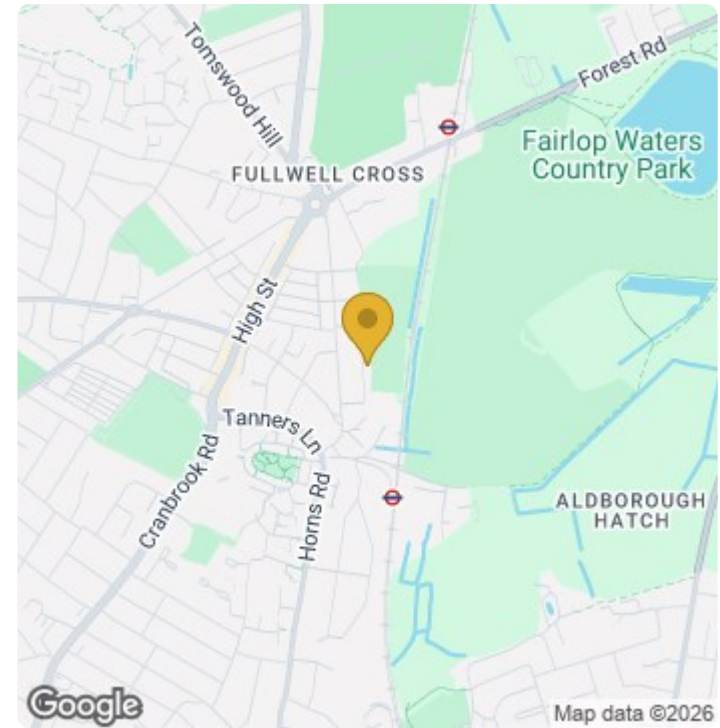 Tomswood Hill
Forest Rd
Fairlop Waters
Country Park
FULLWELL CROSS
High St
Tanners Ln
Cranbrook Rd
Horns Rd
ALDBOROUGH
HATCH
Google
Map data ©2026